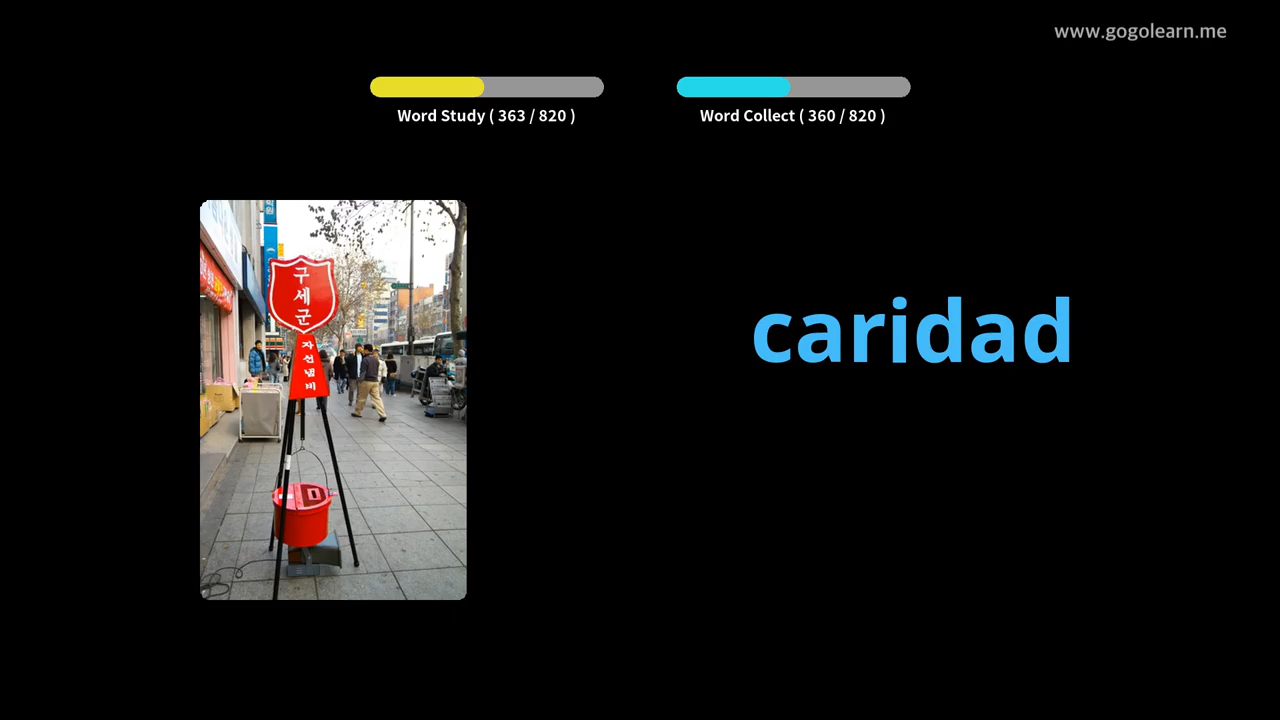 www.gogolearn.me
Word Study ( 363 / 820 )
Word Collect ( 360 / 820 )
구
세
군
자
선
냄
비
caridad